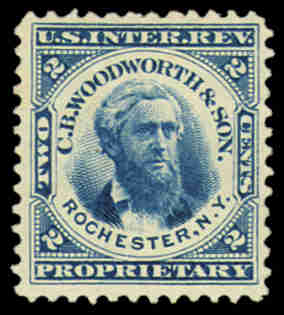 U.S. INTER. REV.
2 2
C.B. WOODWORTH & SON.
TWO CENTS
ROCHESTER. N.Y.
2 2
PROPRIETARY